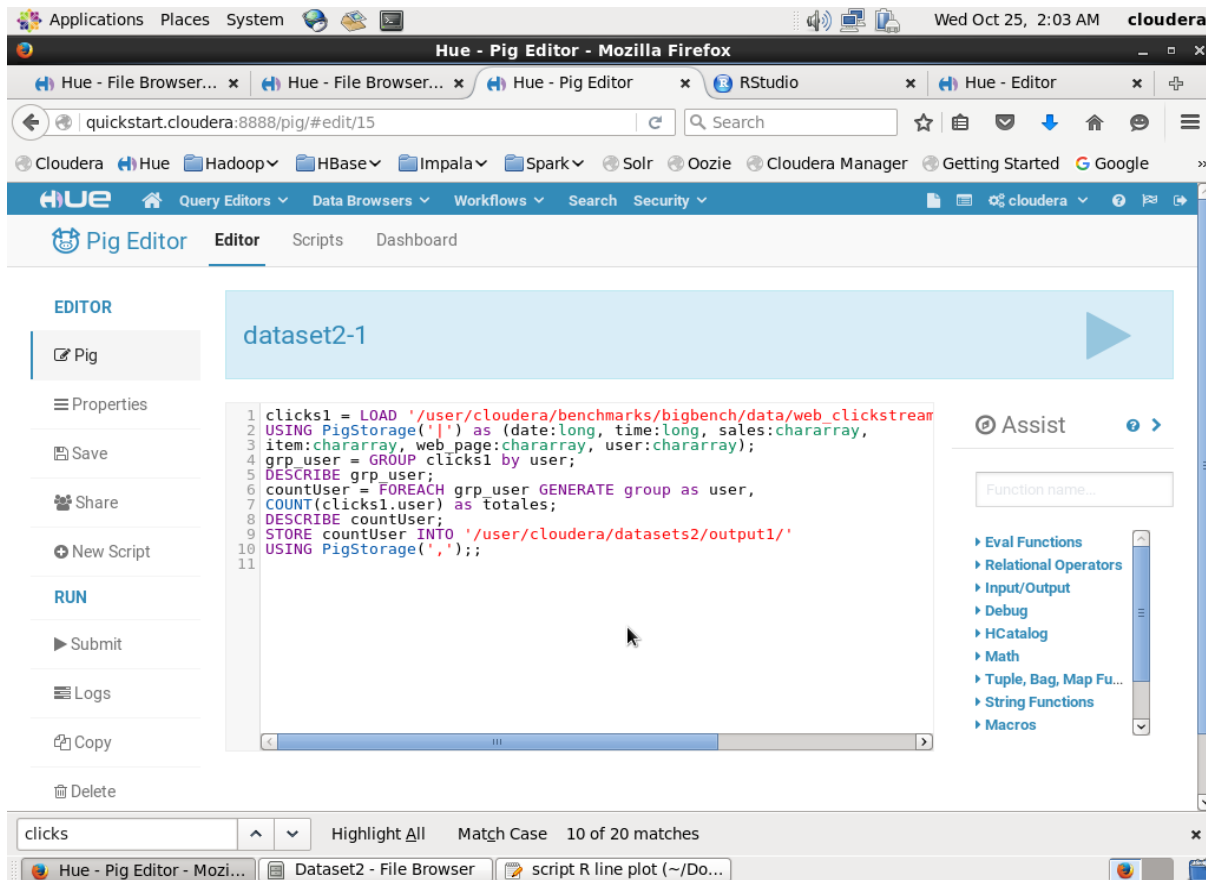 Applications Places System Wed Oct 25, 2:03 AM cloudera
Hue - Pig Editor - Mozilla Firefox
Hue - File Browser... Hue - File Browser... Hue - Pig Editor RStudio Hue - Editor
quickstart.cloudera:8888/pig/#edit/15 Search
Cloudera Hue Hadoop HBase Impala Spark Solr Oozie Cloudera Manager Getting Started Google »
HUE Query Editors Data Browsers Workflows Search Security cloudera
Pig Editor Editor Scripts Dashboard
EDITOR
Pig
Properties
Save
Share
New Script
RUN
Submit
Logs
Copy
Delete
dataset2-1
1 clicks1 = LOAD '/user/cloudera/benchmarks/bigbench/data/web_clickstream
2 USING PigStorage('|') as (date:long, time:long, sales:chararray,
3 item:chararray, web_page:chararray, user:chararray);
4 grp_user = GROUP clicks1 by user;
5 DESCRIBE grp_user;
6 countUser = FOREACH grp_user GENERATE group as user,
7 COUNT(clicks1.user) as totales;
8 DESCRIBE countUser;
9 STORE countUser INTO '/user/cloudera/datasets2/output1/'
10 USING PigStorage(',');;
11
Assist
Function name...
Eval Functions
Relational Operators
Input/Output
Debug
HCatalog
Math
Tuple, Bag, Map Fu...
String Functions
Macros
clicks Highlight All Match Case 10 of 20 matches
Hue - Pig Editor - Mozi... Dataset2 - File Browser script R line plot (~/Do...